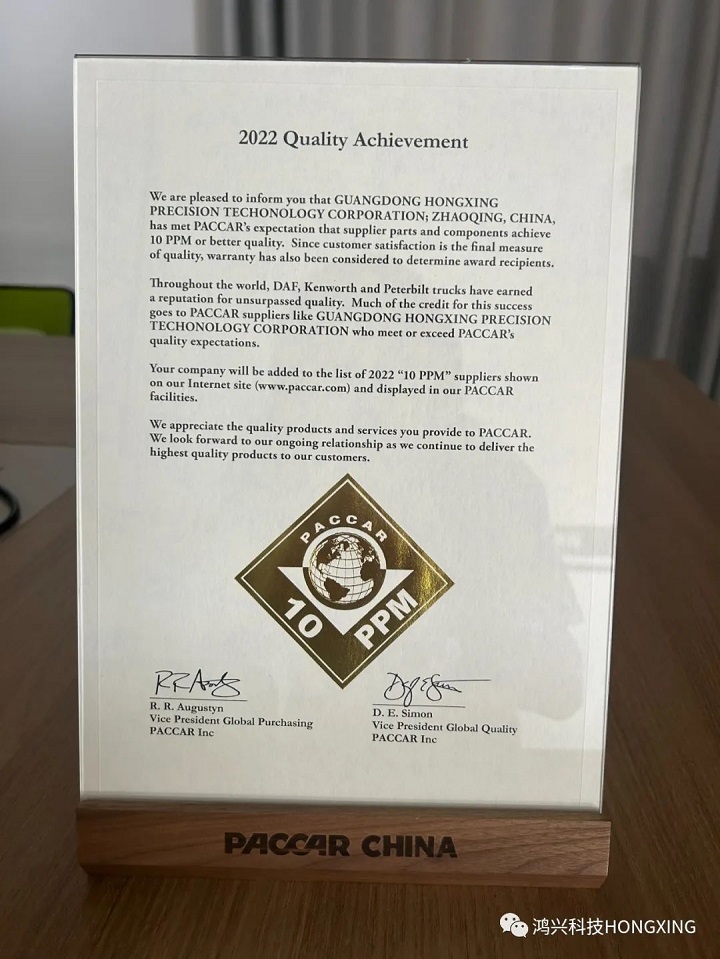 2022 Quality Achievement
We are pleased to inform you that GUANGDONG HONGXING
PRECISION TECHONOLOGY CORPORATION; ZHAOQING, CHINA,
has met PACCAR's expectation that supplier parts and components achieve
10 PPM or better quality. Since customer satisfaction is the final measure
of quality, warranty has also been considered to determine award recipients.
Throughout the world, DAF, Kenworth and Peterbilt trucks have earned
a reputation for unsurpassed quality. Much of the credit for this success
goes to PACCAR suppliers like GUANGDONG HONGXING PRECISION
TECHONOLOGY CORPORATION who meet or exceed PACCAR's
quality expectations.
Your company will be added to the list of 2022 “10 PPM” suppliers shown
on our Internet site (www.paccar.com) and displayed in our PACCAR
facilities.
We appreciate the quality products and services you provide to PACCAR.
We look forward to our ongoing relationship as we continue to deliver the
highest quality products to our customers.
PACCAR
10 PPM
R. R. Augustyn
Vice President Global Purchasing
PACCAR Inc
D. E. Simon
Vice President Global Quality
PACCAR Inc
PACCAR CHINA
鸿兴科技HONGXING